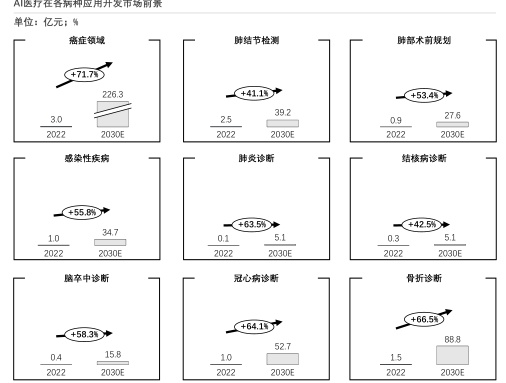 AI医疗在各病种应用开发市场前景
单位：亿元；%
癌症领域
+71.7%
3.0
226.3
2022
2030E
肺结节检测
+41.1%
2.5
39.2
2022
2030E
肺部术前规划
+53.4%
0.9
27.6
2022
2030E
感染性疾病
+55.8%
1.0
34.7
2022
2030E
肺炎诊断
+63.5%
0.1
5.1
2022
2030E
结核病诊断
+42.5%
0.3
5.1
2022
2030E
脑卒中诊断
+58.3%
0.4
15.8
2022
2030E
冠心病诊断
+64.1%
1.0
52.7
2022
2030E
骨折诊断
+66.5%
1.5
88.8
2022
2030E